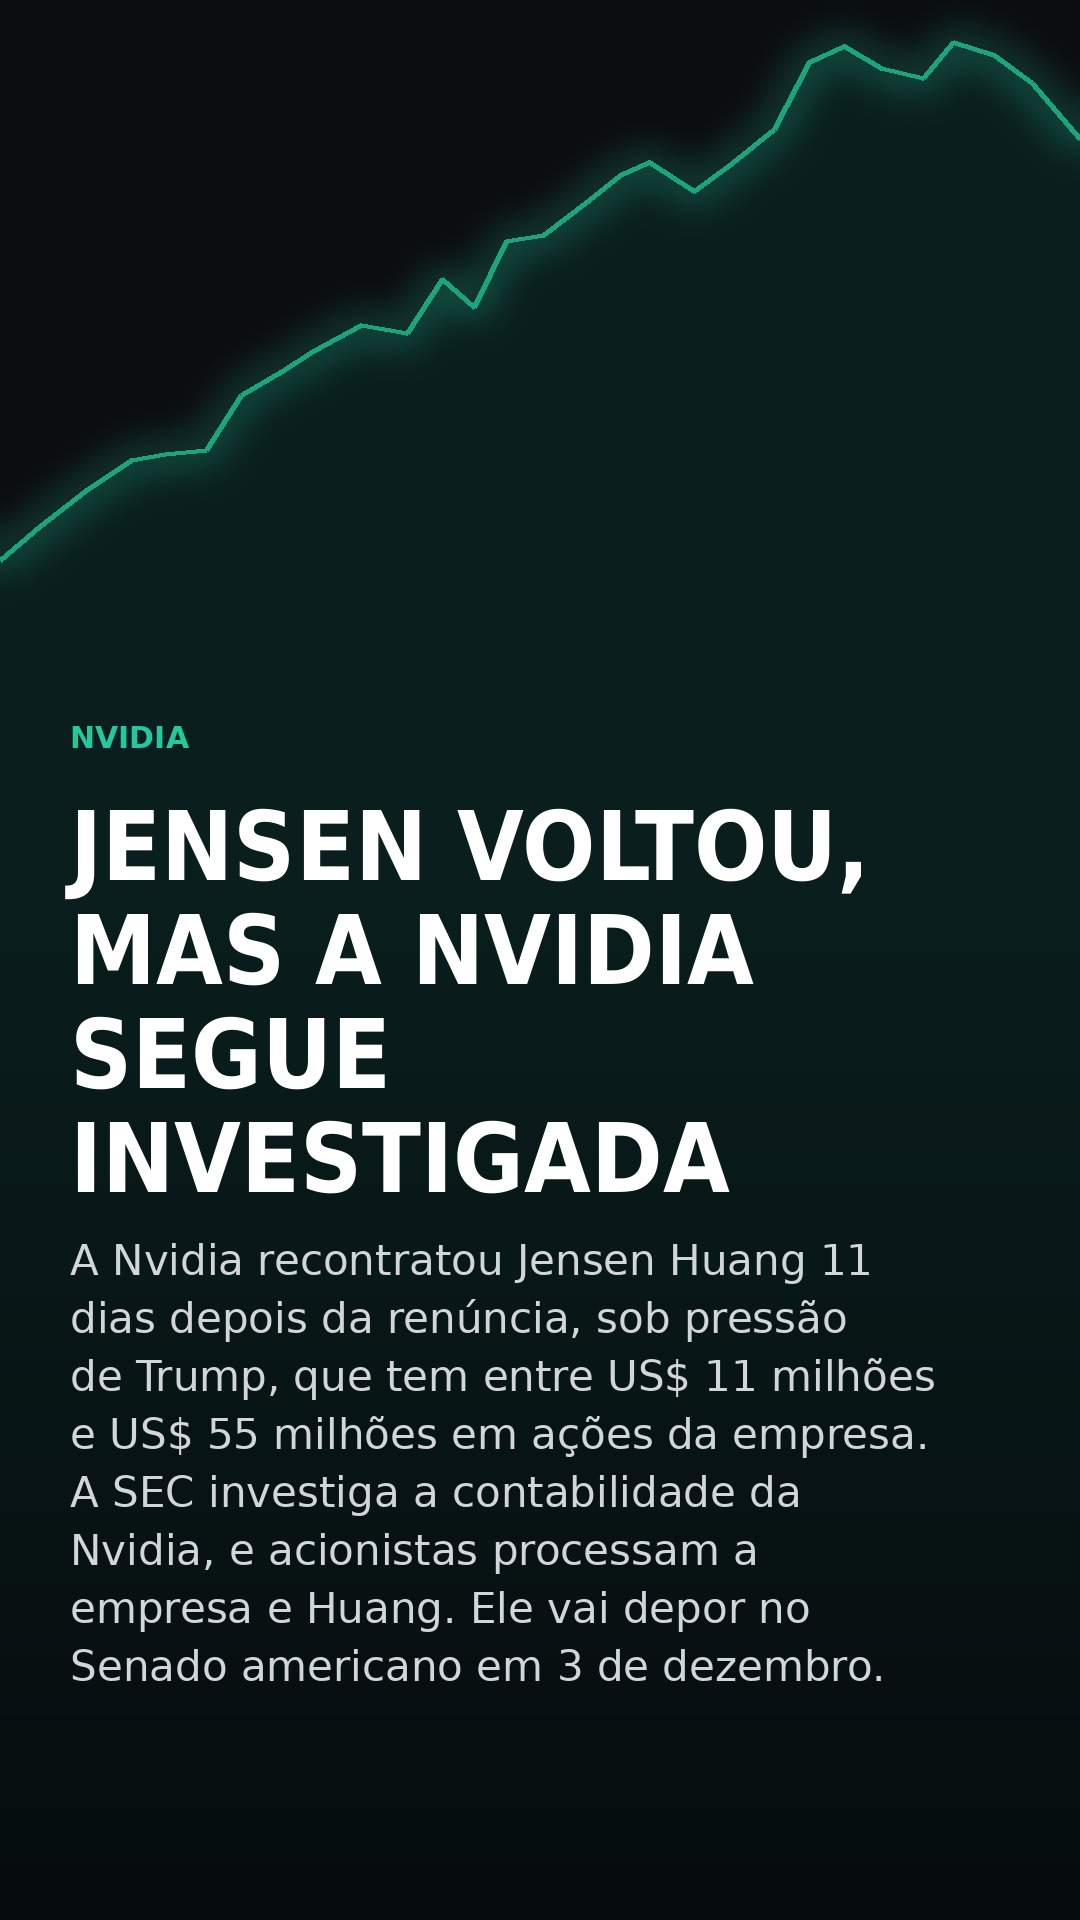 NVIDIA
JENSEN VOLTOU,
MAS A NVIDIA
SEGUE
INVESTIGADA
A Nvidia recontratou Jensen Huang 11
dias depois da renúncia, sob pressão
de Trump, que tem entre US$ 11 milhões
e US$ 55 milhões em ações da empresa.
A SEC investiga a contabilidade da
Nvidia, e acionistas processam a
empresa e Huang. Ele vai depor no
Senado americano em 3 de dezembro.